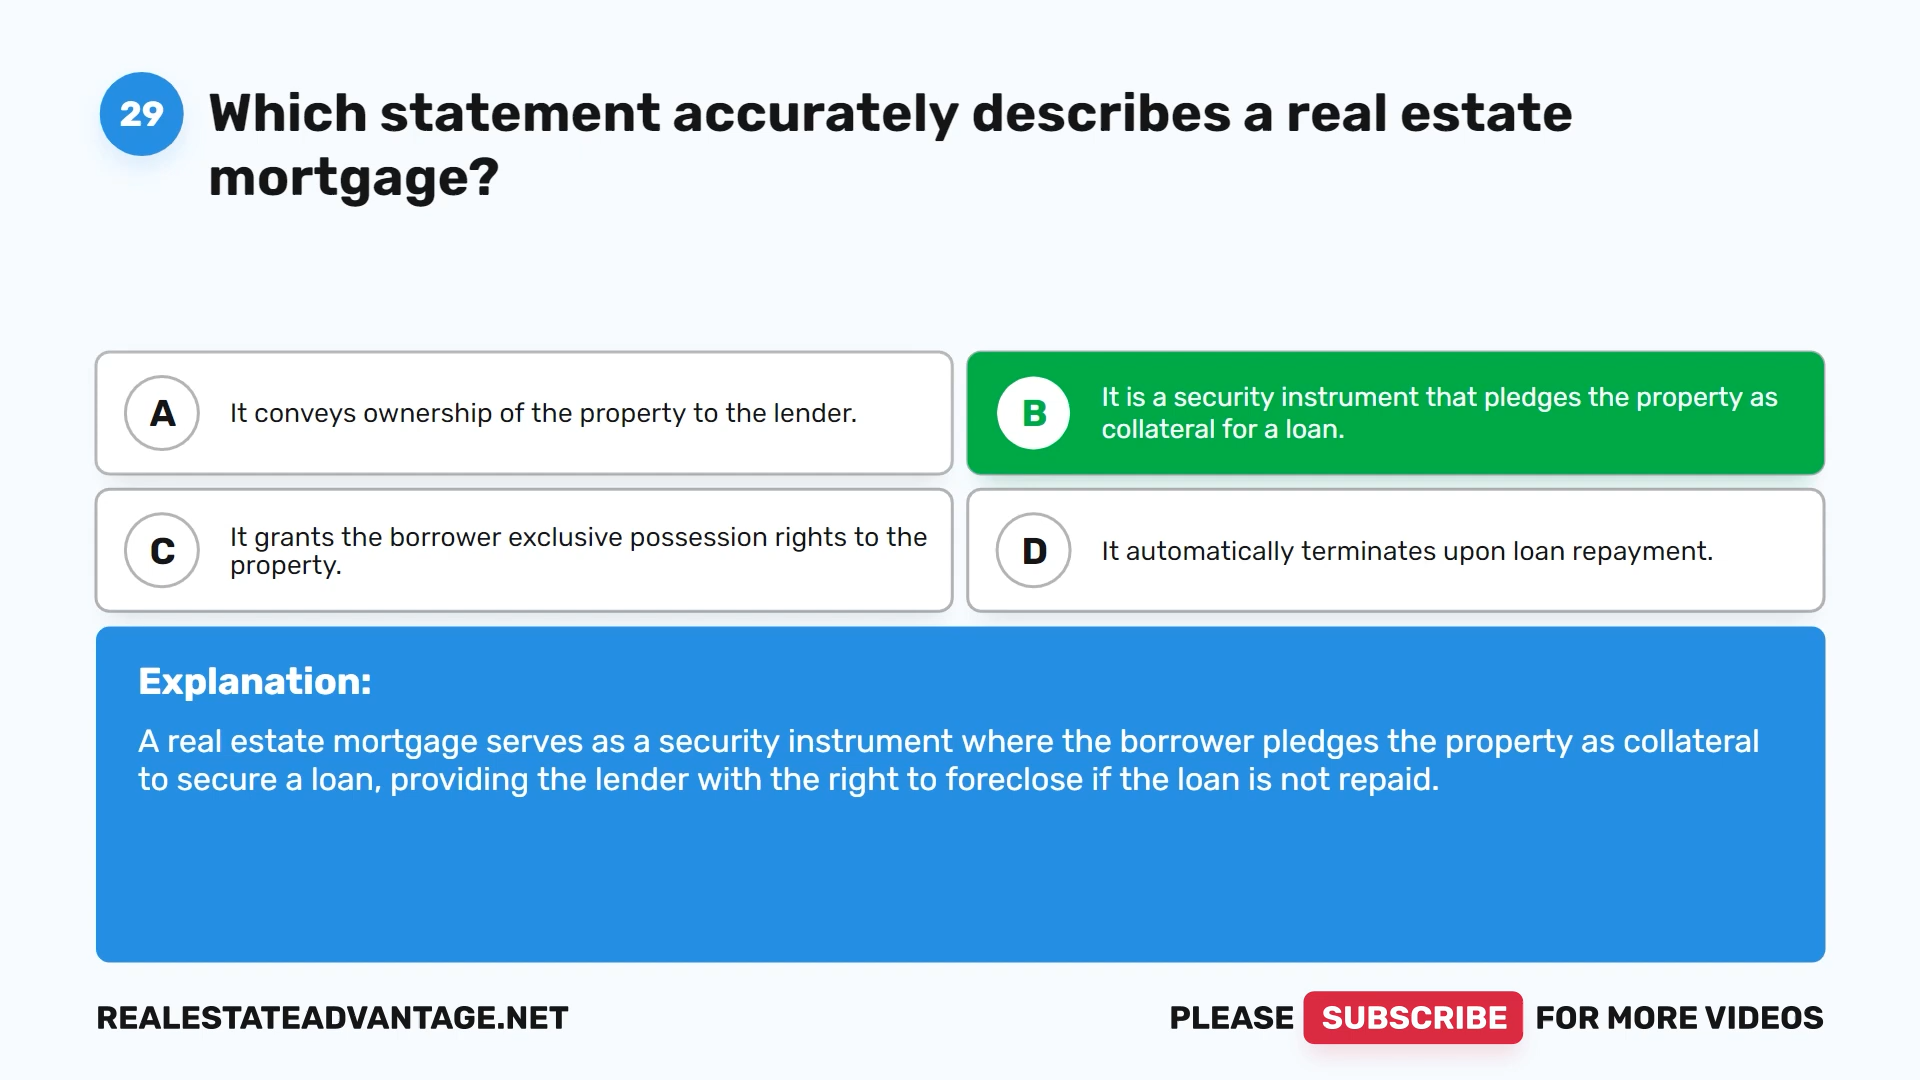 29
Which statement accurately describes a real estate
mortgage?
A
It conveys ownership of the property to the lender.
B
It is a security instrument that pledges the property as
collateral for a loan.
C
It grants the borrower exclusive possession rights to the
property.
D
It automatically terminates upon loan repayment.
Explanation:
A real estate mortgage serves as a security instrument where the borrower pledges the property as collateral
to secure a loan, providing the lender with the right to foreclose if the loan is not repaid.
REALESTATEADVANTAGE.NET
PLEASE SUBSCRIBE FOR MORE VIDEOS